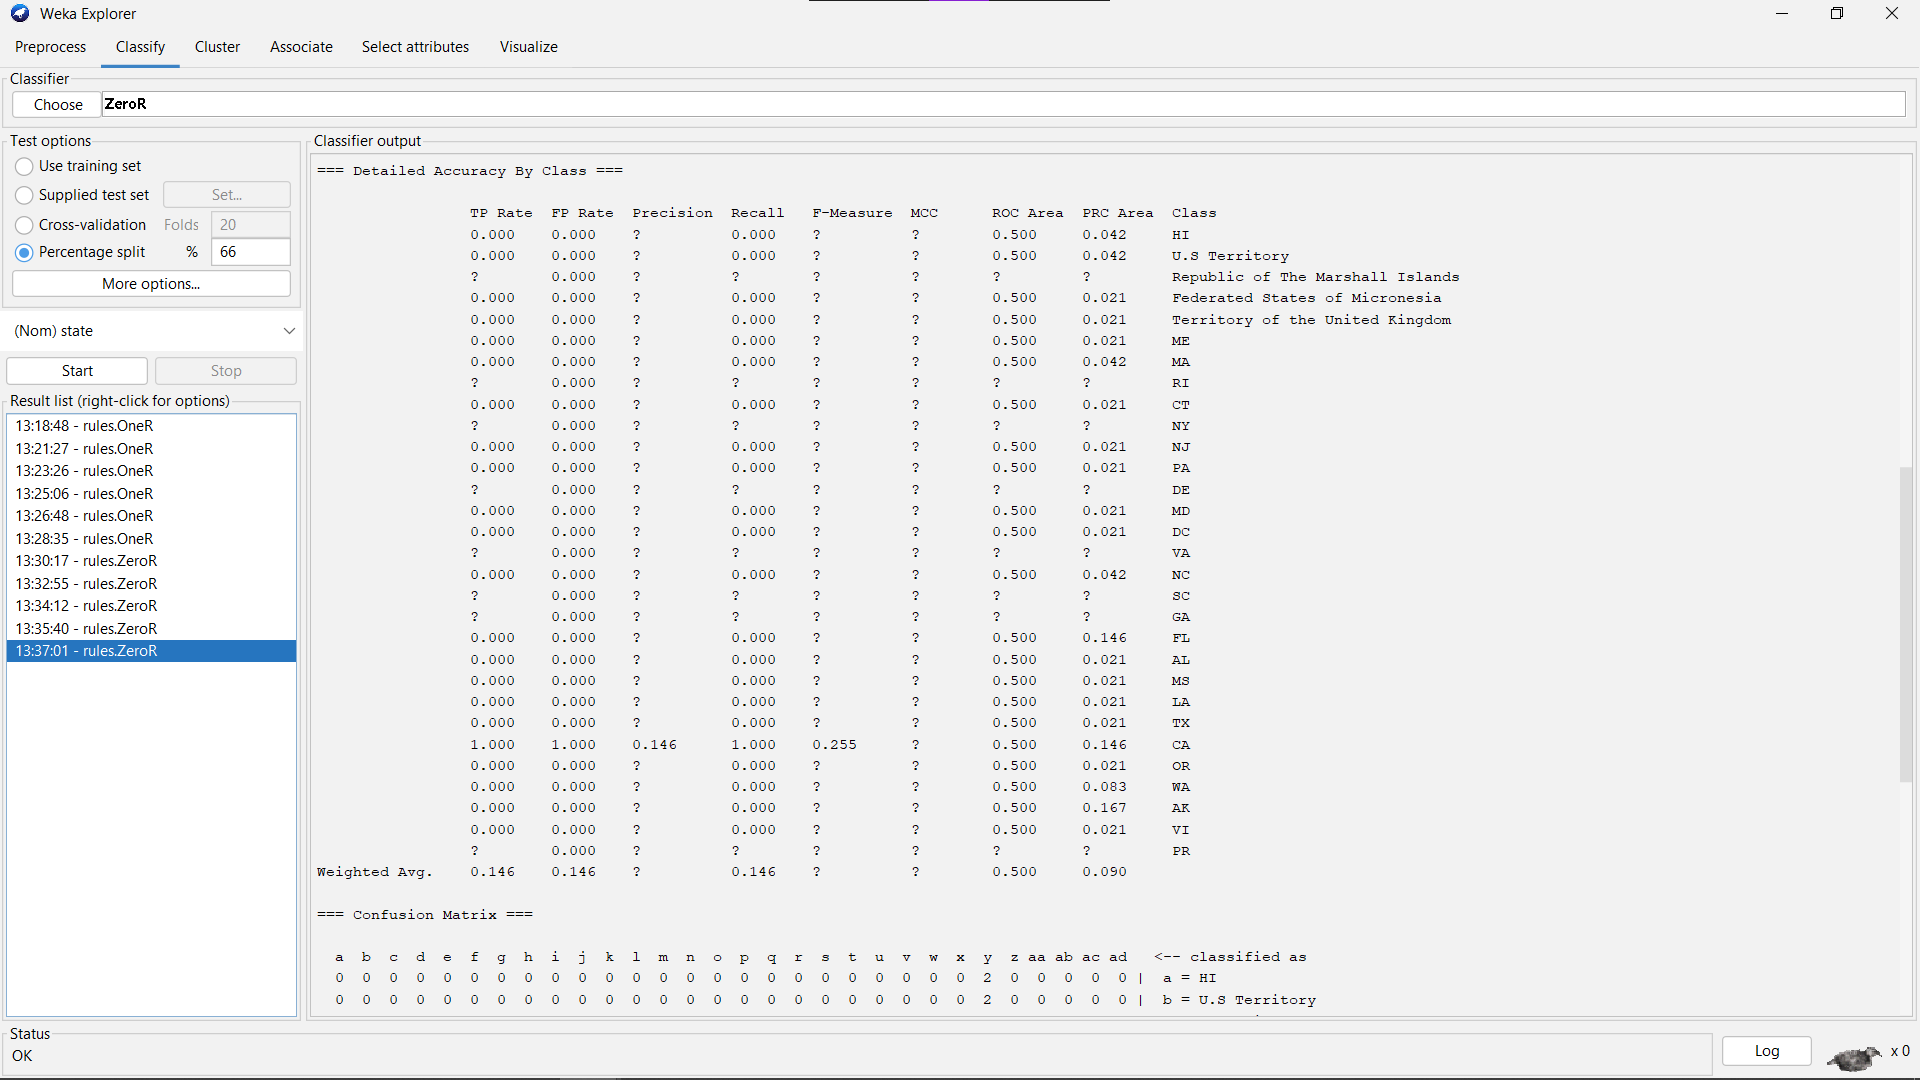 Weka Explorer
Preprocess Classify Cluster Associate Select attributes Visualize
Classifier
Choose ZeroR
Test options
Use training set
Supplied test set Set...
Cross-validation Folds 20
Percentage split % 66
More options...
(Nom) state
Start Stop
Result list (right-click for options)
13:18:48 - rules.OneR
13:21:27 - rules.OneR
13:23:26 - rules.OneR
13:25:06 - rules.OneR
13:26:48 - rules.OneR
13:28:35 - rules.OneR
13:30:17 - rules.ZeroR
13:32:55 - rules.ZeroR
13:34:12 - rules.ZeroR
13:35:40 - rules.ZeroR
13:37:01 - rules.ZeroR
Classifier output
=== Detailed Accuracy By Class ===
TP Rate FP Rate Precision Recall F-Measure MCC ROC Area PRC Area Class
0.000 0.000 ? 0.000 ? ? 0.500 0.042 HI
0.000 0.000 ? 0.000 ? ? 0.500 0.042 U.S Territory
? 0.000 ? ? ? ? ? ? Republic of The Marshall Islands
0.000 0.000 ? 0.000 ? ? 0.500 0.021 Federated States of Micronesia
0.000 0.000 ? 0.000 ? ? 0.500 0.021 Territory of the United Kingdom
0.000 0.000 ? 0.000 ? ? 0.500 0.021 ME
0.000 0.000 ? 0.000 ? ? 0.500 0.042 MA
? 0.000 ? ? ? ? ? ? RI
0.000 0.000 ? 0.000 ? ? 0.500 0.021 CT
? 0.000 ? ? ? ? ? ? NY
0.000 0.000 ? 0.000 ? ? 0.500 0.021 NJ
0.000 0.000 ? 0.000 ? ? 0.500 0.021 PA
? 0.000 ? ? ? ? ? ? DE
0.000 0.000 ? 0.000 ? ? 0.500 0.021 MD
0.000 0.000 ? 0.000 ? ? 0.500 0.021 DC
? 0.000 ? ? ? ? ? ? VA
0.000 0.000 ? 0.000 ? ? 0.500 0.042 NC
? 0.000 ? ? ? ? ? ? SC
? 0.000 ? ? ? ? ? ? GA
0.000 0.000 ? 0.000 ? ? 0.500 0.146 FL
0.000 0.000 ? 0.000 ? ? 0.500 0.021 AL
0.000 0.000 ? 0.000 ? ? 0.500 0.021 MS
0.000 0.000 ? 0.000 ? ? 0.500 0.021 LA
0.000 0.000 ? 0.000 ? ? 0.500 0.021 TX
1.000 1.000 0.146 1.000 0.255 ? 0.500 0.146 CA
0.000 0.000 ? 0.000 ? ? 0.500 0.021 OR
0.000 0.000 ? 0.000 ? ? 0.500 0.083 WA
0.000 0.000 ? 0.000 ? ? 0.500 0.167 AK
0.000 0.000 ? 0.000 ? ? 0.500 0.021 VI
? 0.000 ? ? ? ? ? ? PR
Weighted Avg. 0.146 0.146 ? 0.146 ? ? 0.500 0.090
=== Confusion Matrix ===
a b c d e f g h i j k l m n o p q r s t u v w x y z aa ab ac ad <-- classified as
0 0 0 0 0 0 0 0 0 0 0 0 0 0 0 0 0 0 0 0 0 0 0 0 2 0 0 0 0 0 | a = HI
0 0 0 0 0 0 0 0 0 0 0 0 0 0 0 0 0 0 0 0 0 0 0 0 2 0 0 0 0 0 | b = U.S Territory
Status
OK
Log x 0